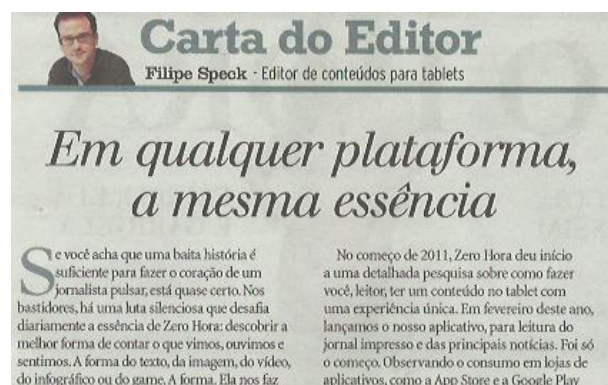 Carta do Editor
Filipe Speck - Editor de conteúdos para tablets
Em qualquer plataforma,
a mesma essência
Se você acha que uma baita história é
suficiente para fazer o coração de um
jornalista pulsar, está quase certo. Nos
bastidores, há uma luta silenciosa que desafia
diariamente a essência de Zero Hora: descobrir a
melhor forma de contar o que vimos, ouvimos e
sentimos. A forma do texto, da imagem, do vídeo,
do infográfico ou do game. A forma. Ela nos faz
No começo de 2011, Zero Hora deu início
a uma detalhada pesquisa sobre como fazer
você, leitor, ter um conteúdo no tablet com
uma experiência única. Em fevereiro deste ano,
lançamos o nosso aplicativo, para leitura do
jornal impresso e das principais notícias. Foi só
o começo. Observando o consumo em lojas de
aplicativos, como a App Store e a Google Play